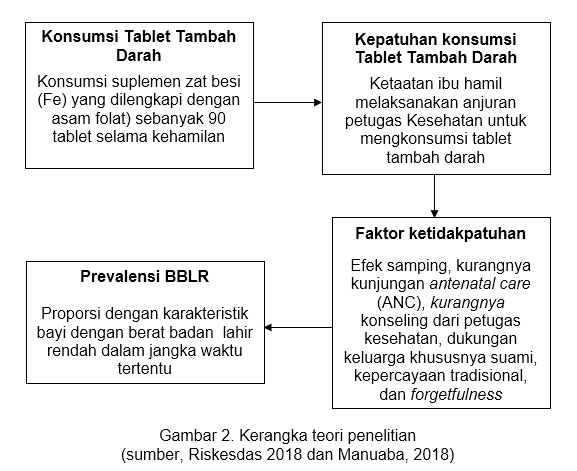 Konsumsi Tablet Tambah
Darah
Konsumsi suplemen zat besi
(Fe) yang dilengkapi dengan
asam folat) sebanyak 90
tablet selama kehamilan
Kepatuhan konsumsi
Tablet Tambah Darah
Ketaatan ibu hamil
melaksanakan anjuran
petugas Kesehatan untuk
mengkonsumsi tablet
tambah darah
Faktor ketidakpatuhan
Efek samping, kurangnya
kunjungan antenatal care
(ANC), kurangnya
konseling dari petugas
kesehatan, dukungan
keluarga khususnya suami,
kepercayaan tradisional,
dan forgetfulness
Prevalensi BBLR
Proporsi dengan karakteristik
bayi dengan berat badan lahir
rendah dalam jangka waktu
tertentu
Gambar 2. Kerangka teori penelitian
(sumber, Riskesdas 2018 dan Manuaba, 2018)